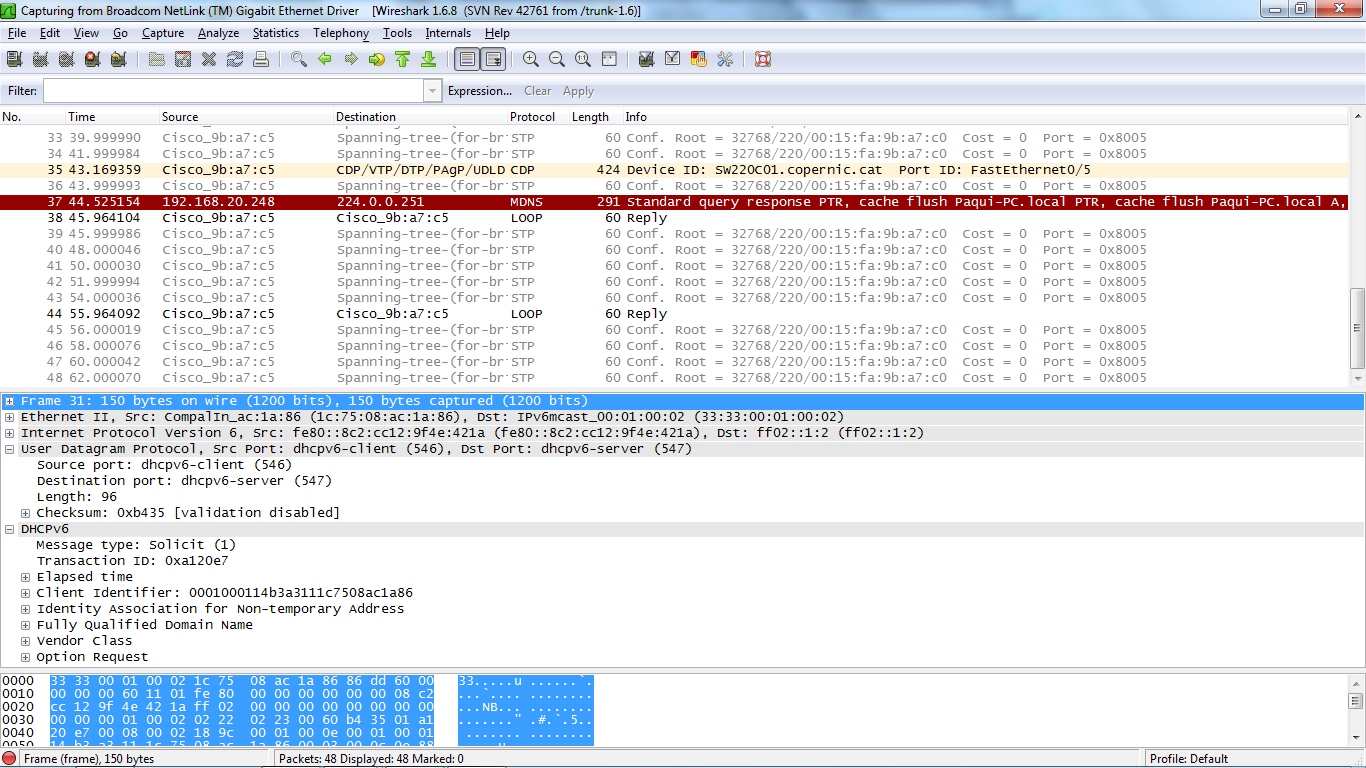 Capturing from Broadcom NetLink (TM) Gigabit Ethernet Driver [Wireshark 1.6.8 (SVN Rev 42761 from /trunk-1.6)]
File Edit View Go Capture Analyze Statistics Telephony Tools Internals Help
Filter: Expression... Clear Apply
No. Time Source Destination Protocol Length Info
33 39.999990 Cisco_9b:a7:c5 Spanning-tree-(for-br STP 60 Conf. Root = 32768/220/00:15:fa:9b:a7:c0 Cost = 0 Port = 0x8005
34 41.999984 Cisco_9b:a7:c5 Spanning-tree-(for-br STP 60 Conf. Root = 32768/220/00:15:fa:9b:a7:c0 Cost = 0 Port = 0x8005
35 43.169359 Cisco_9b:a7:c5 CDP/VTP/DTP/PAgP/UDLD CDP 424 Device ID: SW220C01.copernic.cat Port ID: FastEthernet0/5
36 43.999993 Cisco_9b:a7:c5 Spanning-tree-(for-br STP 60 Conf. Root = 32768/220/00:15:fa:9b:a7:c0 Cost = 0 Port = 0x8005
37 44.525154 192.168.20.248 224.0.0.251 MDNS 291 Standard query response PTR, cache flush Paqui-PC.local PTR, cache flush Paqui-PC.local A,
38 45.964104 Cisco_9b:a7:c5 Cisco_9b:a7:c5 LOOP 60 Reply
39 45.999986 Cisco_9b:a7:c5 Spanning-tree-(for-br STP 60 Conf. Root = 32768/220/00:15:fa:9b:a7:c0 Cost = 0 Port = 0x8005
40 48.000046 Cisco_9b:a7:c5 Spanning-tree-(for-br STP 60 Conf. Root = 32768/220/00:15:fa:9b:a7:c0 Cost = 0 Port = 0x8005
41 50.000030 Cisco_9b:a7:c5 Spanning-tree-(for-br STP 60 Conf. Root = 32768/220/00:15:fa:9b:a7:c0 Cost = 0 Port = 0x8005
42 51.999994 Cisco_9b:a7:c5 Spanning-tree-(for-br STP 60 Conf. Root = 32768/220/00:15:fa:9b:a7:c0 Cost = 0 Port = 0x8005
43 54.000036 Cisco_9b:a7:c5 Spanning-tree-(for-br STP 60 Conf. Root = 32768/220/00:15:fa:9b:a7:c0 Cost = 0 Port = 0x8005
44 55.964092 Cisco_9b:a7:c5 Cisco_9b:a7:c5 LOOP 60 Reply
45 56.000019 Cisco_9b:a7:c5 Spanning-tree-(for-br STP 60 Conf. Root = 32768/220/00:15:fa:9b:a7:c0 Cost = 0 Port = 0x8005
46 58.000076 Cisco_9b:a7:c5 Spanning-tree-(for-br STP 60 Conf. Root = 32768/220/00:15:fa:9b:a7:c0 Cost = 0 Port = 0x8005
47 60.000042 Cisco_9b:a7:c5 Spanning-tree-(for-br STP 60 Conf. Root = 32768/220/00:15:fa:9b:a7:c0 Cost = 0 Port = 0x8005
48 62.000070 Cisco_9b:a7:c5 Spanning-tree-(for-br STP 60 Conf. Root = 32768/220/00:15:fa:9b:a7:c0 Cost = 0 Port = 0x8005
Frame 31: 150 bytes on wire (1200 bits), 150 bytes captured (1200 bits)
Ethernet II, Src: CompalIn_ac:1a:86 (1c:75:08:ac:1a:86), Dst: IPv6mcast_00:01:00:02 (33:33:00:01:00:02)
Internet Protocol Version 6, Src: fe80::8c2:cc12:9f4e:421a (fe80::8c2:cc12:9f4e:421a), Dst: ff02::1:2 (ff02::1:2)
User Datagram Protocol, Src Port: dhcpv6-client (546), Dst Port: dhcpv6-server (547)
Source port: dhcpv6-client (546)
Destination port: dhcpv6-server (547)
Length: 96
Checksum: 0xb435 [validation disabled]
DHCPv6
Message type: Solicit (1)
Transaction ID: 0xa120e7
Elapsed time
Client Identifier: 0001000114b3a3111c7508ac1a86
Identity Association for Non-temporary Address
Fully Qualified Domain Name
Vendor Class
Option Request
0000 33 33 00 01 00 02 1c 75 08 ac 1a 86 86 dd 60 00 33.....u ......`.
0010 00 00 00 60 11 01 fe 80 00 00 00 00 00 00 08 c2 ...`.... ........
0020 cc 12 9f 4e 42 1a ff 02 00 00 00 00 00 00 00 00 ...NB... ........
0030 00 00 00 01 00 02 02 22 02 23 00 60 b4 35 01 a1 ......." .#.`.5..
0040 20 e7 00 08 00 02 18 9c 00 01 00 0e 00 01 00 01 ....... ........
0050 14 b3 a3 11 1c 75 08 ac 1a 86 00 03 00 0c 0e 88 .....u.. ........
Frame (frame), 150 bytes Packets: 48 Displayed: 48 Marked: 0 Profile: Default